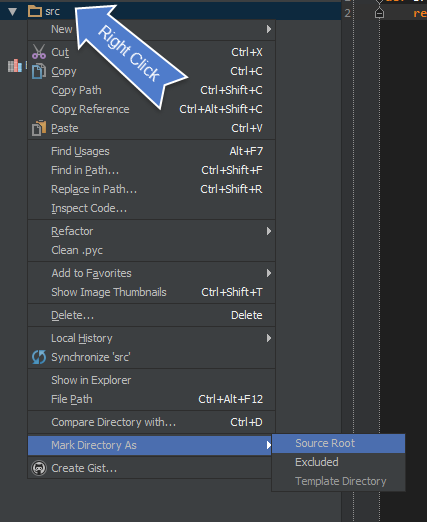 src
1
2
re
Right Click
New
Cut Ctrl+X
Copy Ctrl+C
Copy Path Ctrl+Shift+C
Copy Reference Ctrl+Alt+Shift+C
Paste Ctrl+V
Find Usages Alt+F7
Find in Path... Ctrl+Shift+F
Replace in Path... Ctrl+Shift+R
Inspect Code...
Refactor
Clean .pyc
Add to Favorites
Show Image Thumbnails Ctrl+Shift+T
Delete... Delete
Local History
Synchronize 'src'
Show in Explorer
File Path Ctrl+Alt+F12
Compare Directory with... Ctrl+D
Mark Directory As
Source Root
Excluded
Template Directory
Create Gist...